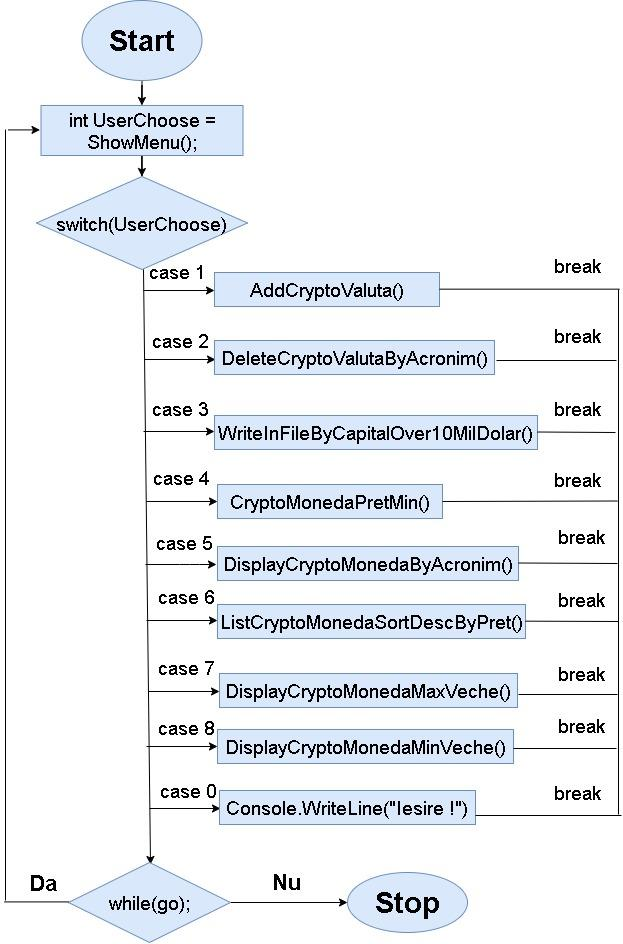 Start
int UserChoose =
ShowMenu();
switch(UserChoose)
case 1
AddCryptoValuta()
break
case 2
DeleteCryptoValutaByAcronim()
break
case 3
WriteInFileByCapitalOver10MilDolar()
break
case 4
CryptoMonedaPretMin()
break
case 5
DisplayCryptoMonedaByAcronim()
break
case 6
ListCryptoMonedaSortDescByPret()
break
case 7
DisplayCryptoMonedaMaxVeche()
break
case 8
DisplayCryptoMonedaMinVeche()
break
case 0
Console.WriteLine("Iesire !")
break
Da
while(go);
Nu
Stop